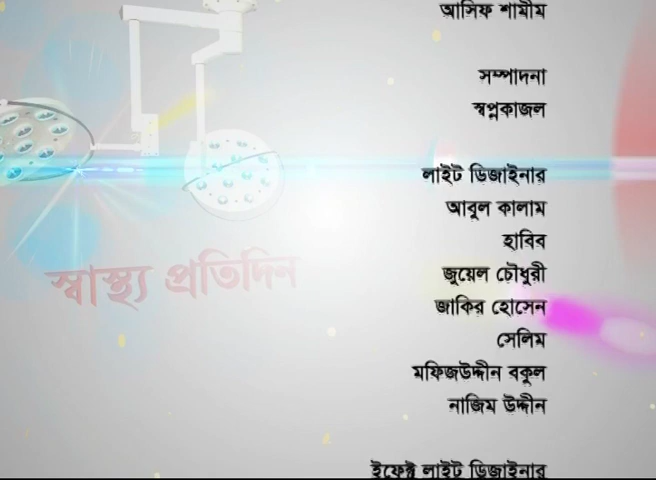 আসিফ শামীম
সম্পাদনা
স্বপ্নকাজল
লাইট ডিজাইনার
আবুল কালাম
হাবিব
জুয়েল চৌধুরী
জাকির হোসেন
সেলিম
মফিজউদ্দীন বকুল
নাজিম উদ্দীন
ইফেক্ট লাইট ডিজাইনার
স্বাস্থ্য প্রতিদিন